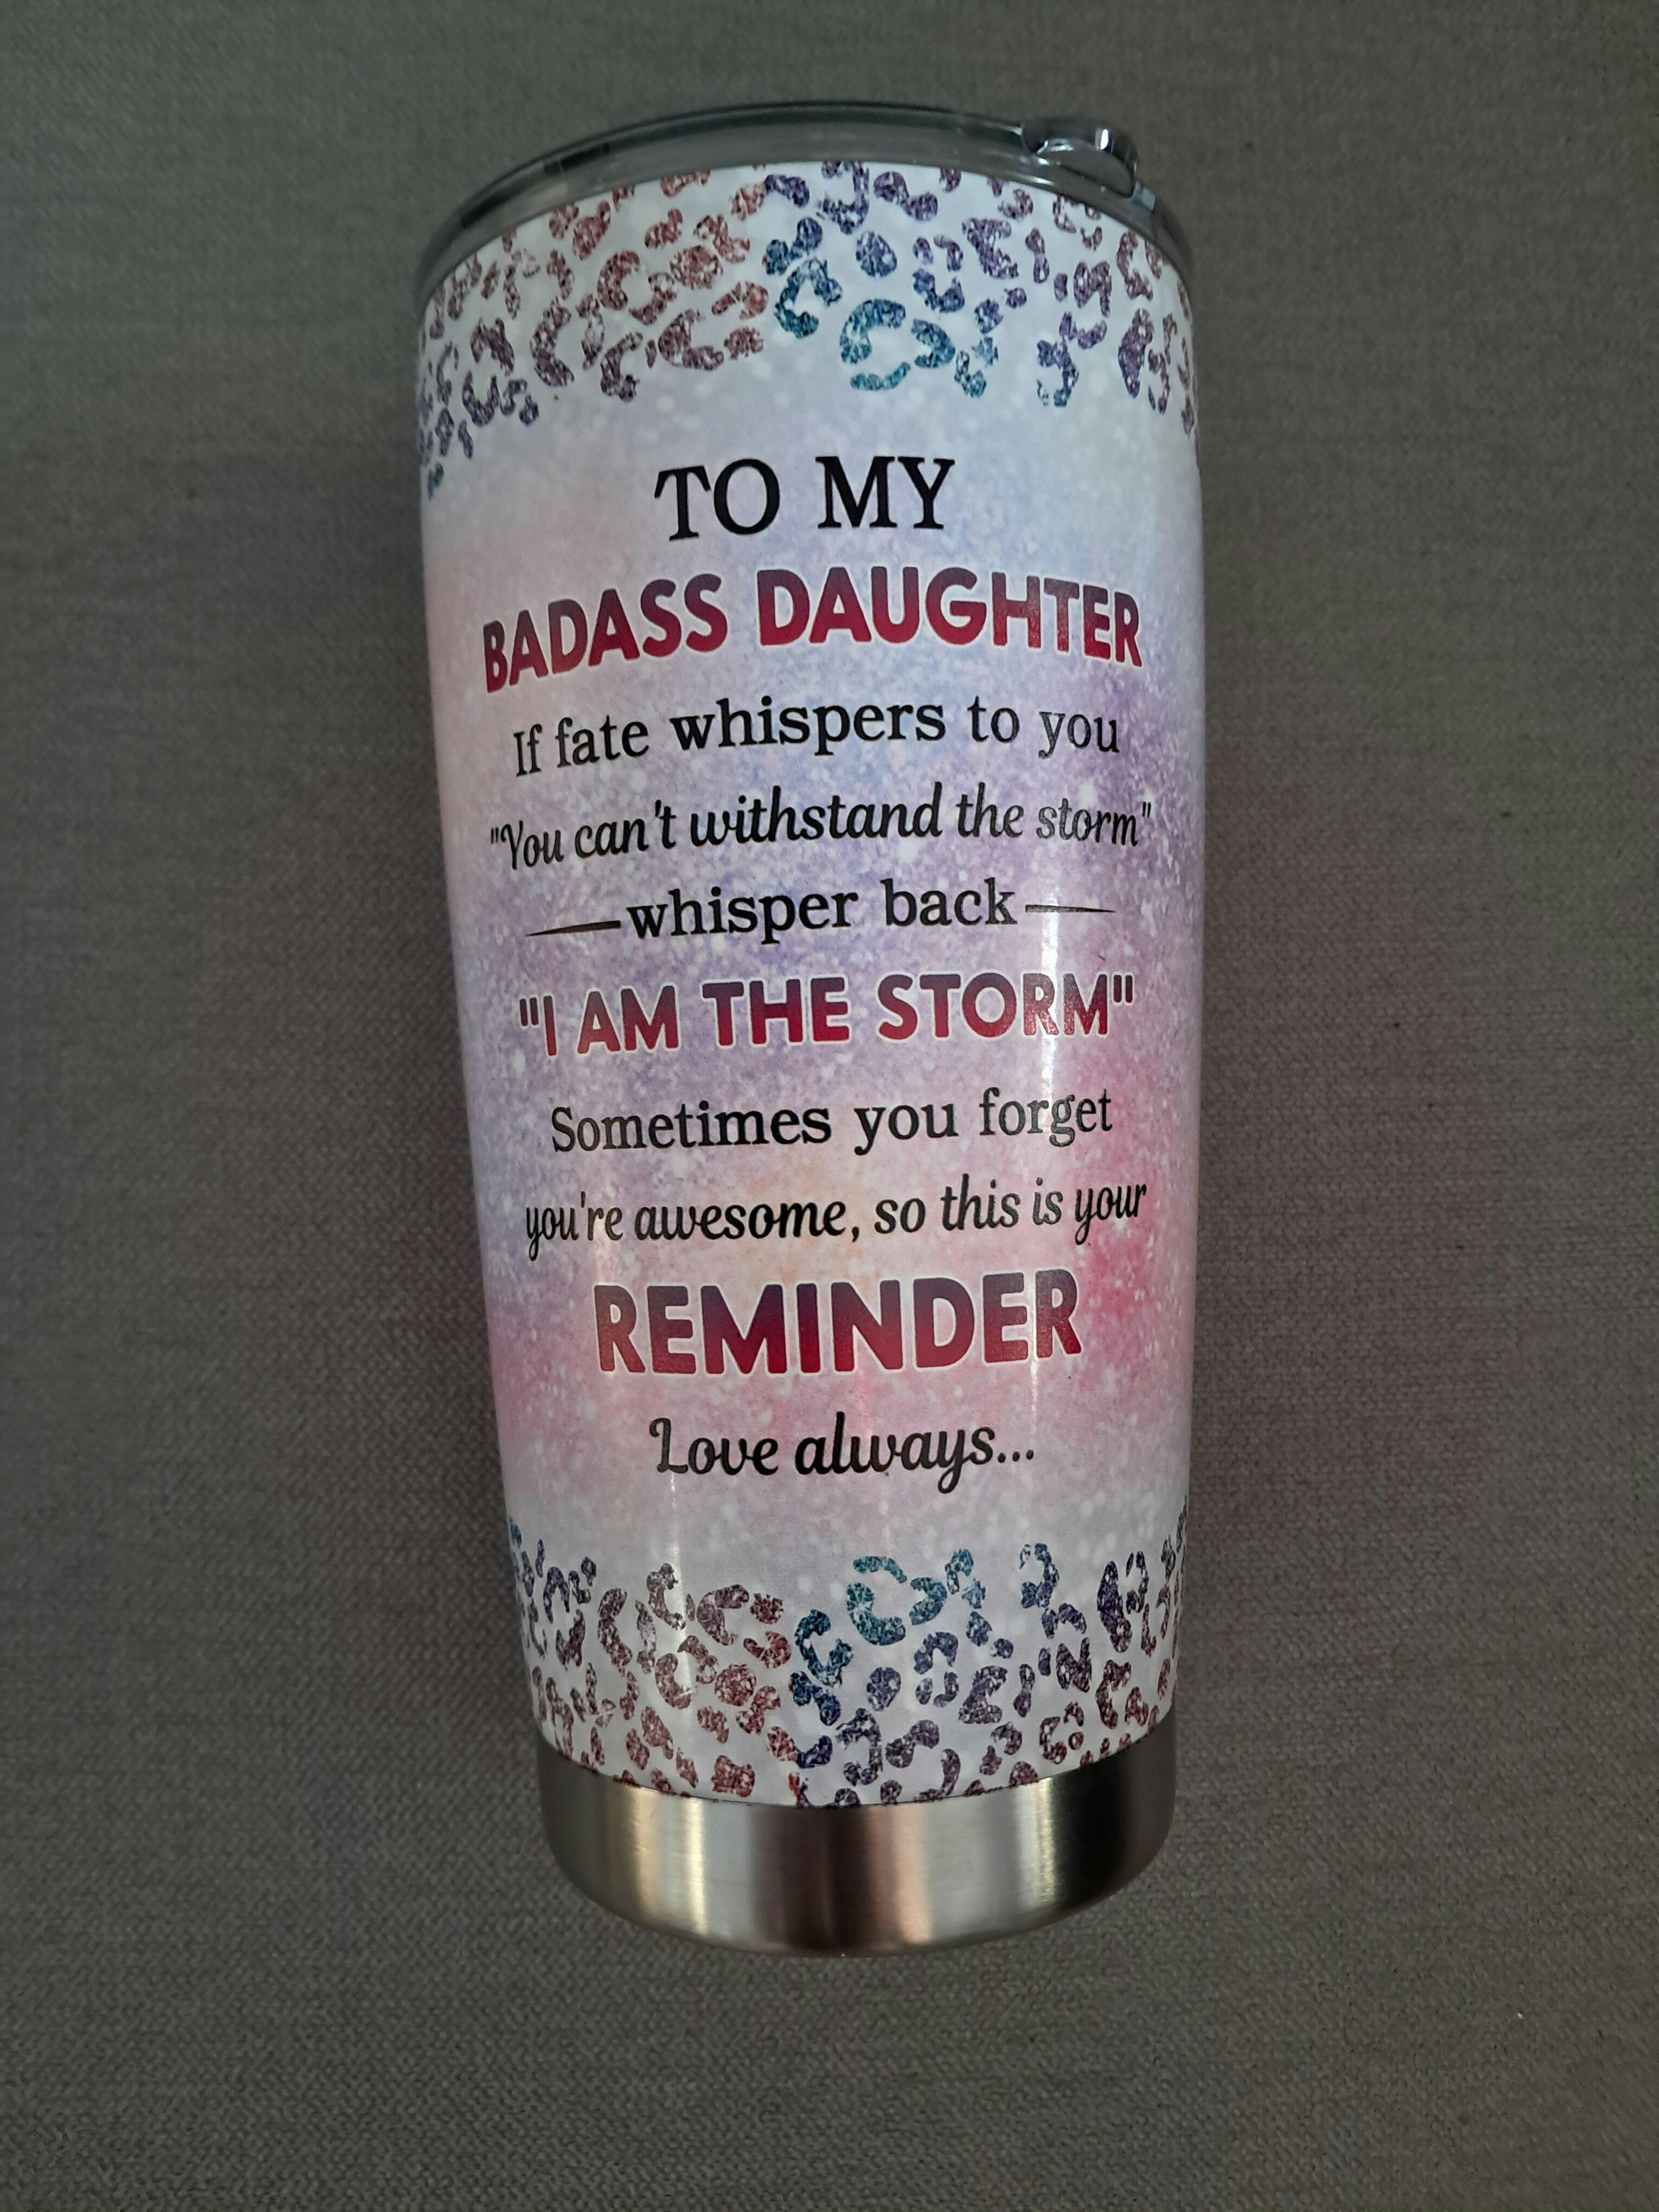 TO MY
BADASS DAUGHTER
If fate whispers to you
"You can't withstand the storm"
whisper back
"I AM THE STORM"
Sometimes you forget
you're awesome, so this is your
REMINDER
Love always...